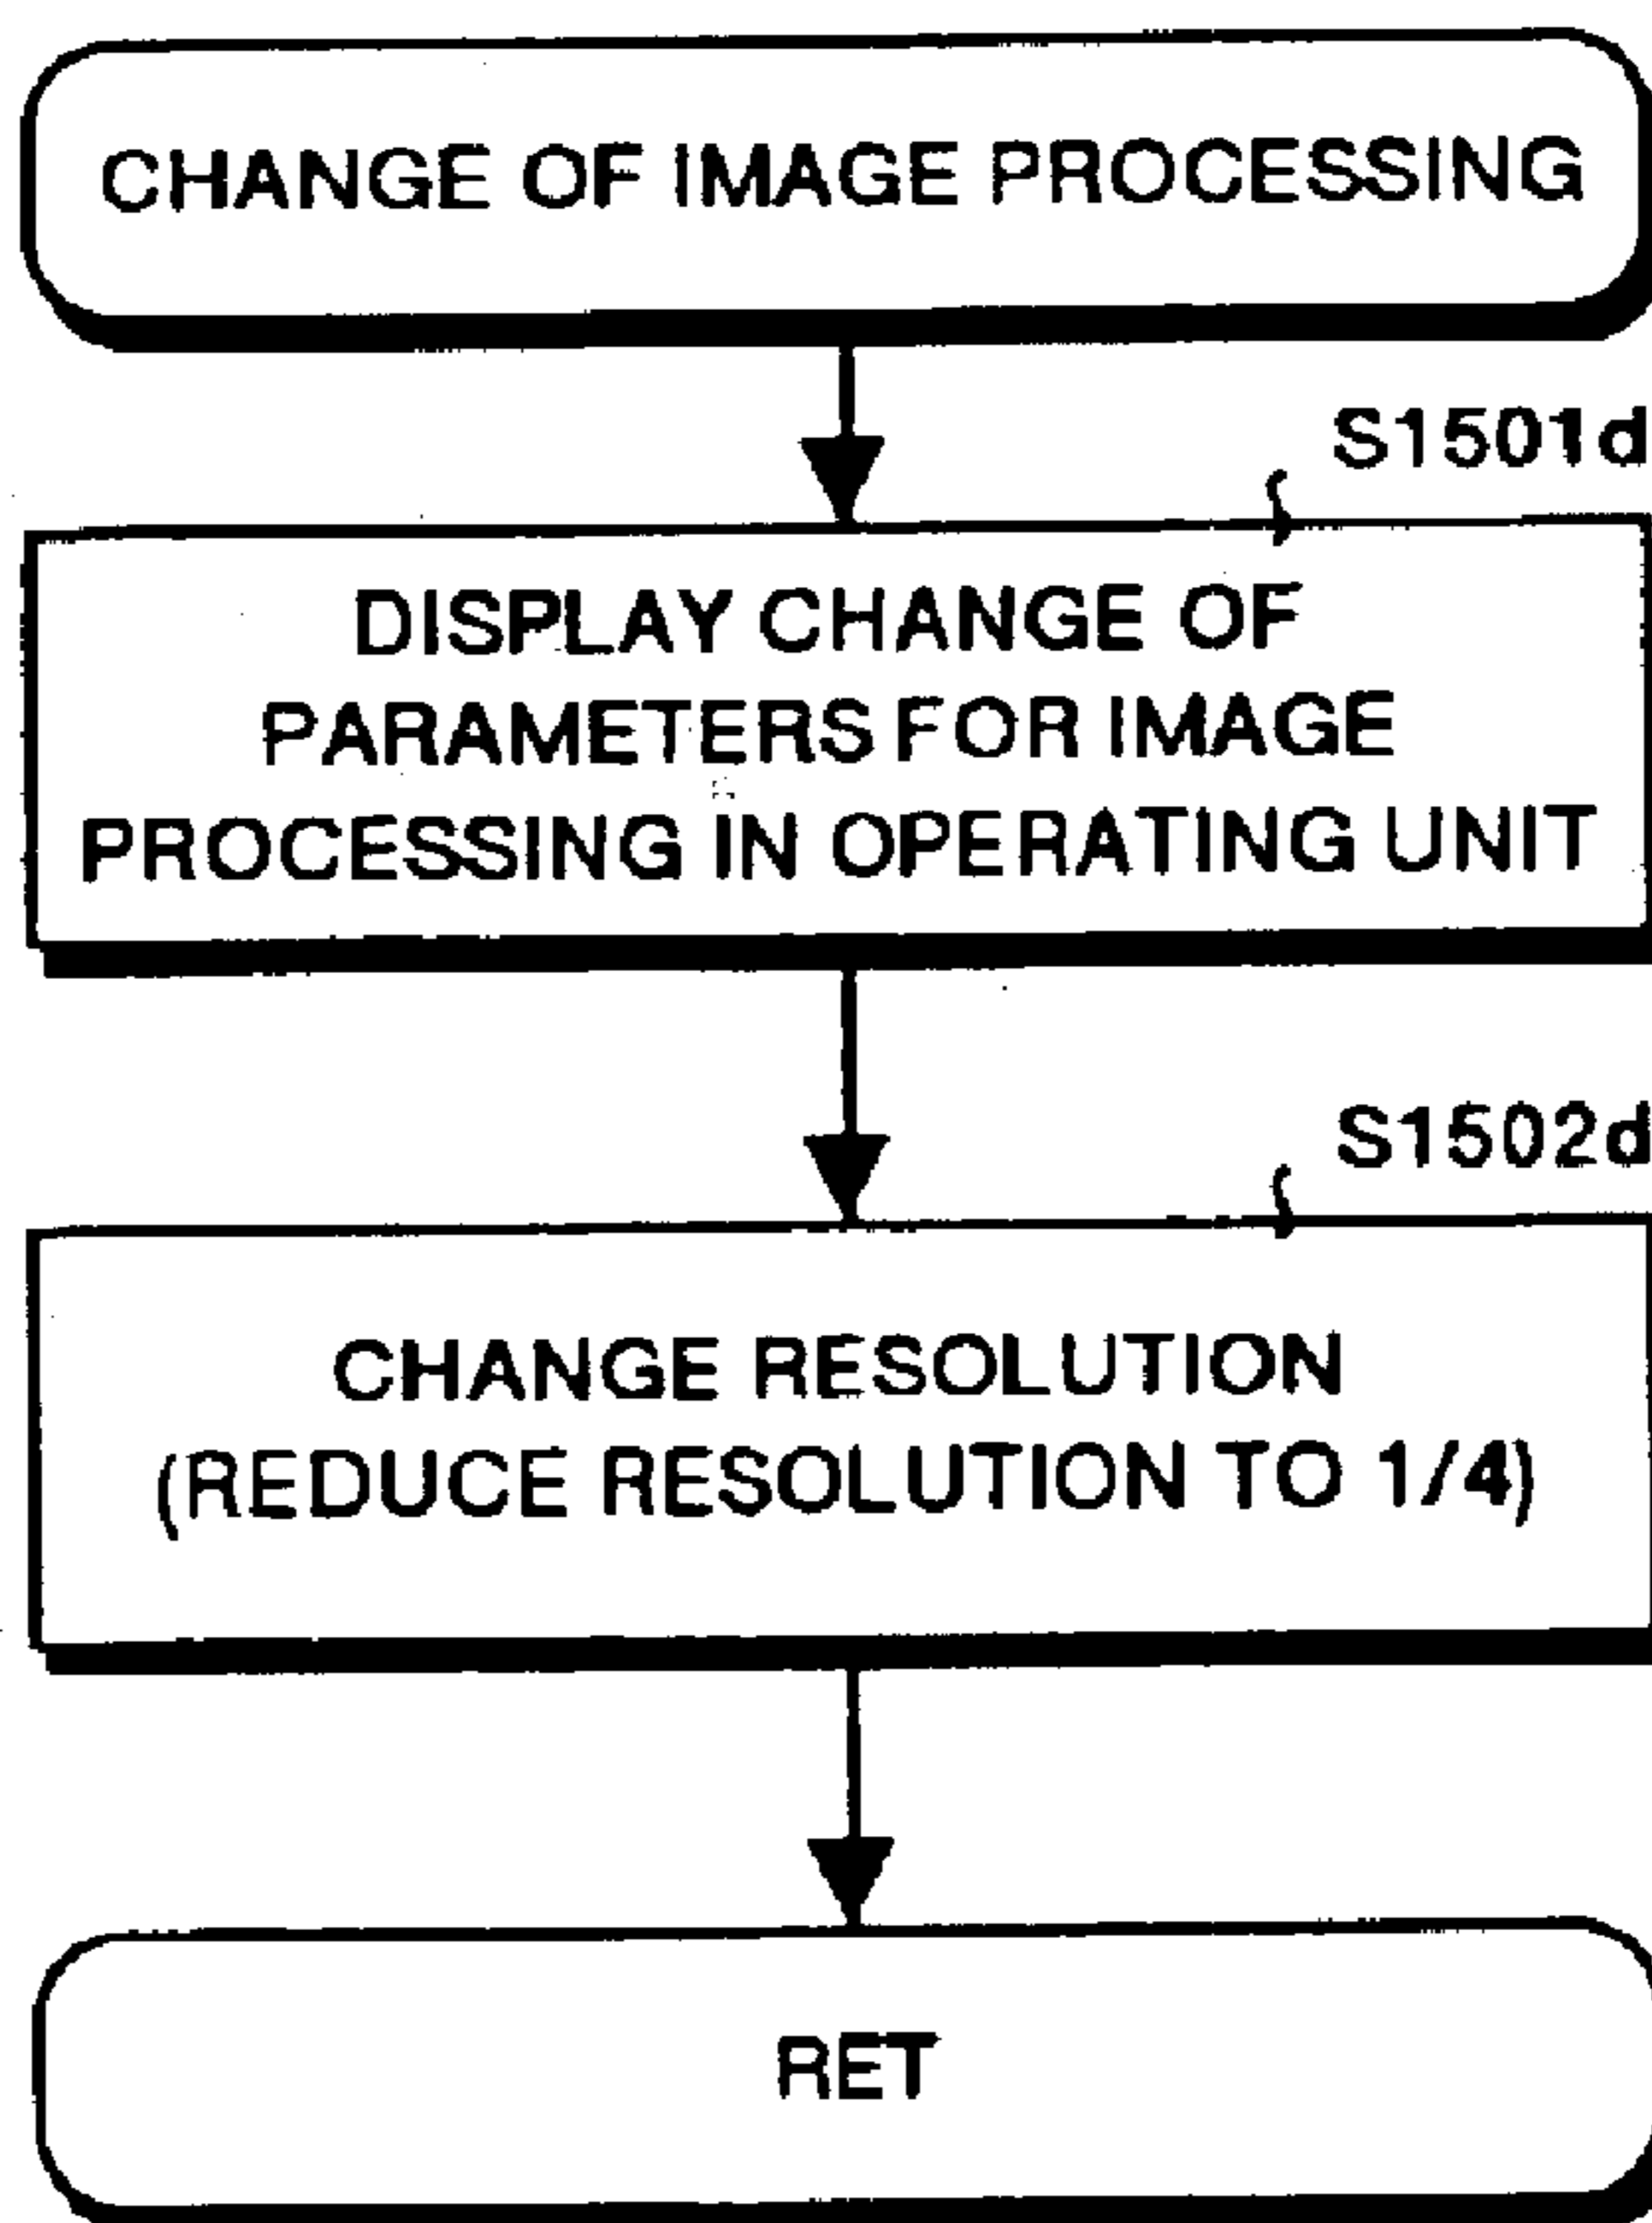 CHANGE OF IMAGE PROCESSING
S1501d
DISPLAY CHANGE OF
PARAMETERS FOR IMAGE
PROCESSING IN OPERATING UNIT
S1502d
CHANGE RESOLUTION
(REDUCE RESOLUTION TO 1/4)
RET